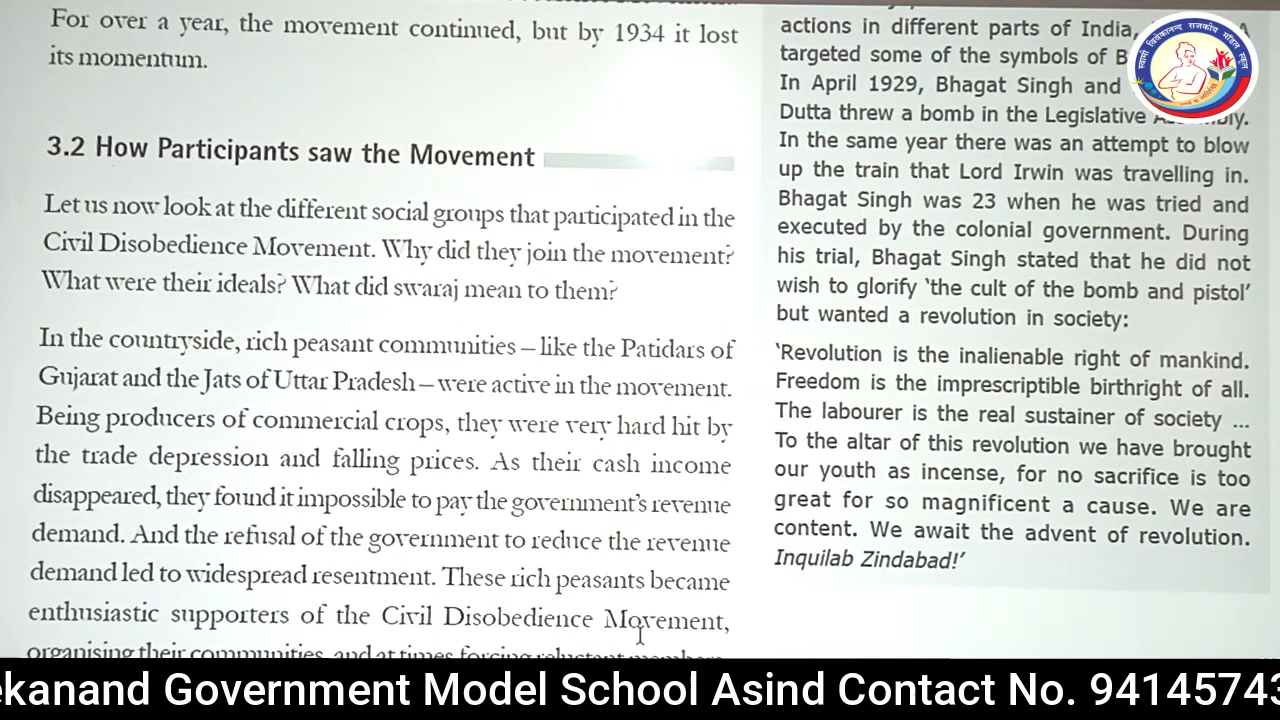 For over a year, the movement continued, but by 1934 it lost
its momentum.
3.2 How Participants saw the Movement
Let us now look at the different social groups that participated in the
Civil Disobedience Movement. Why did they join the movement?
What were their ideals? What did swaraj mean to them?
In the countryside, rich peasant communities – like the Patidars of
Gujarat and the Jats of Uttar Pradesh – were active in the movement.
Being producers of commercial crops, they were very hard hit by
the trade depression and falling prices. As their cash income
disappeared, they found it impossible to pay the government's revenue
demand. And the refusal of the government to reduce the revenue
demand led to widespread resentment. These rich peasants became
enthusiastic supporters of the Civil Disobedience Movement,
organising their communities, and at times forcing reluctant members,
actions in different parts of India,
targeted some of the symbols of
In April 1929, Bhagat Singh and
Dutta threw a bomb in the Legislative
In the same year there was an attempt to blow
up the train that Lord Irwin was travelling in.
Bhagat Singh was 23 when he was tried and
executed by the colonial government. During
his trial, Bhagat Singh stated that he did not
wish to glorify 'the cult of the bomb and pistol'
but wanted a revolution in society:
'Revolution is the inalienable right of mankind.
Freedom is the imprescriptible birthright of all.
The labourer is the real sustainer of society ...
To the altar of this revolution we have brought
our youth as incense, for no sacrifice is too
great for so magnificent a cause. We are
content. We await the advent of revolution.
Inquilab Zindabad!'
स्वामी विवेकानन्द राजकीय मॉडल स्कूल
ekanand Government Model School Asind Contact No. 94145743